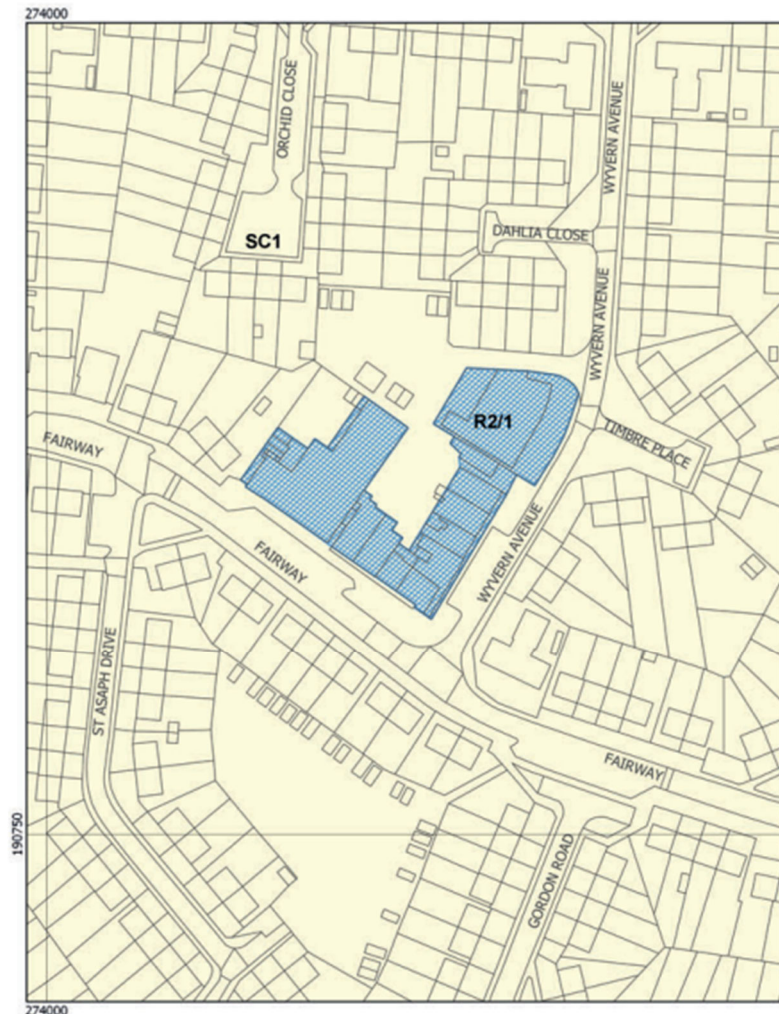 274000
ORCHID CLOSE
WYVERN AVENUE
SC1
DAHLIA CLOSE
WYVERN AVENUE
R2/1
TIMBRE PLACE
FAIRWAY
WYVERN AVENUE
FAIRWAY
ST ASAPH DRIVE
FAIRWAY
190750
GORDON ROAD
274000